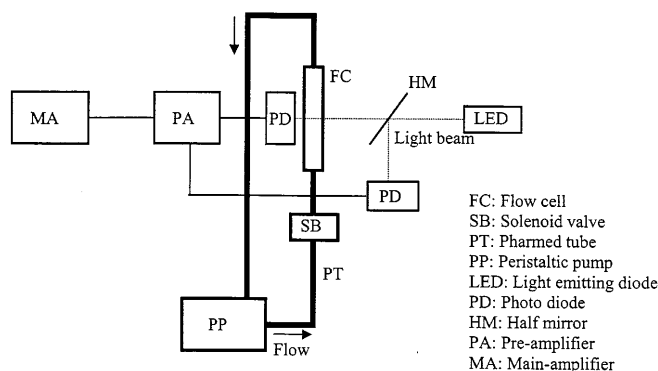 FC
HM
MA
PA
PD
LED
Light beam
PD
SB
PT
PP
Flow
FC: Flow cell
SB: Solenoid valve
PT: Pharmed tube
PP: Peristaltic pump
LED: Light emitting diode
PD: Photo diode
HM: Half mirror
PA: Pre-amplifier
MA: Main-amplifier